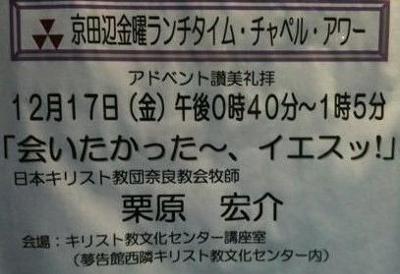 京田辺金曜ランチタイム・チャペル・アワー
アドベント讃美礼拝
12月17日(金)午後0時40分～1時5分
「会いたかった～、イエスッ!」
日本キリスト教団奈良教会牧師
栗原 宏介
会場：キリスト教文化センター講座室
(夢告館西隣キリスト教文化センター内)